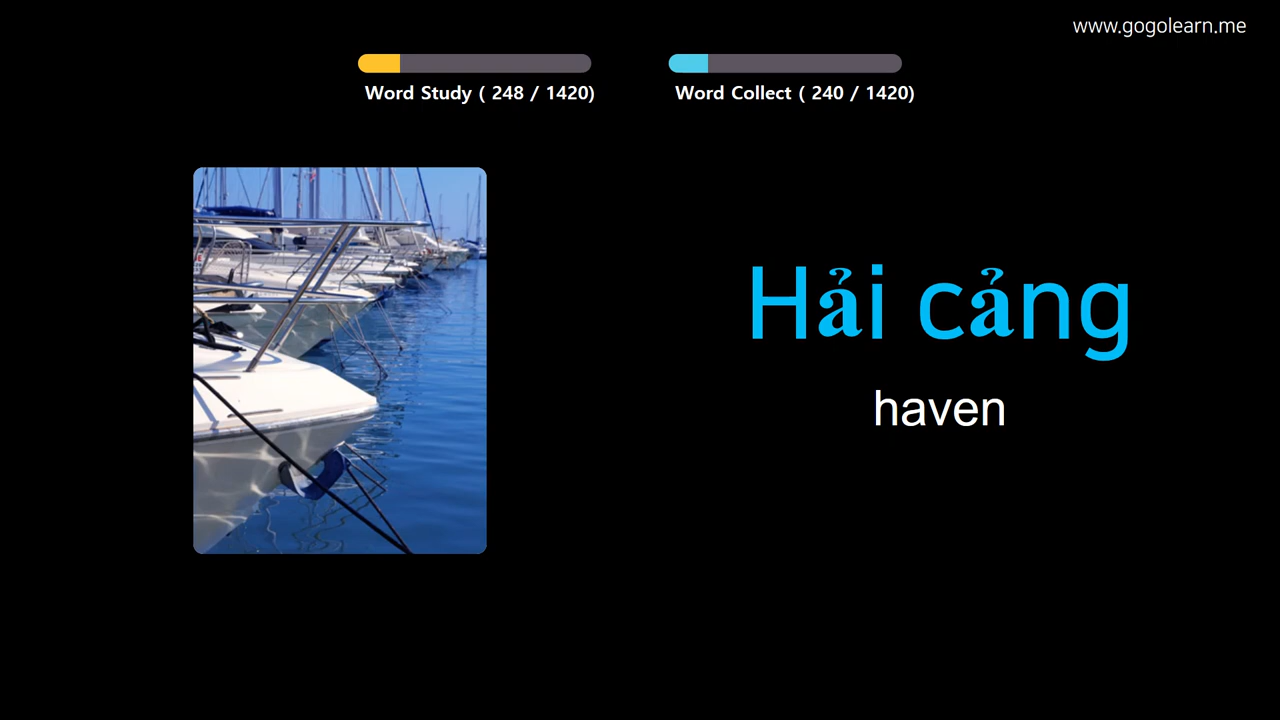 www.gogolearn.me
Word Study ( 248 / 1420)
Word Collect ( 240 / 1420)
Hải cảng
haven